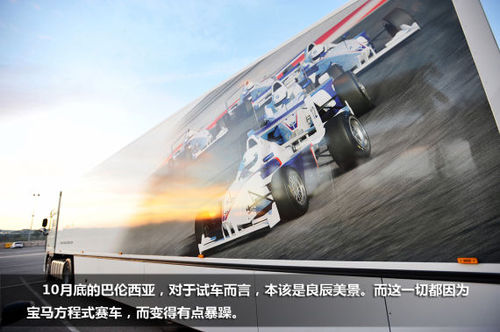 10月底的巴伦西亚，对于试车而言，本该是良辰美景。而这一切都因为
宝马方程式赛车，而变得有点暴躁。